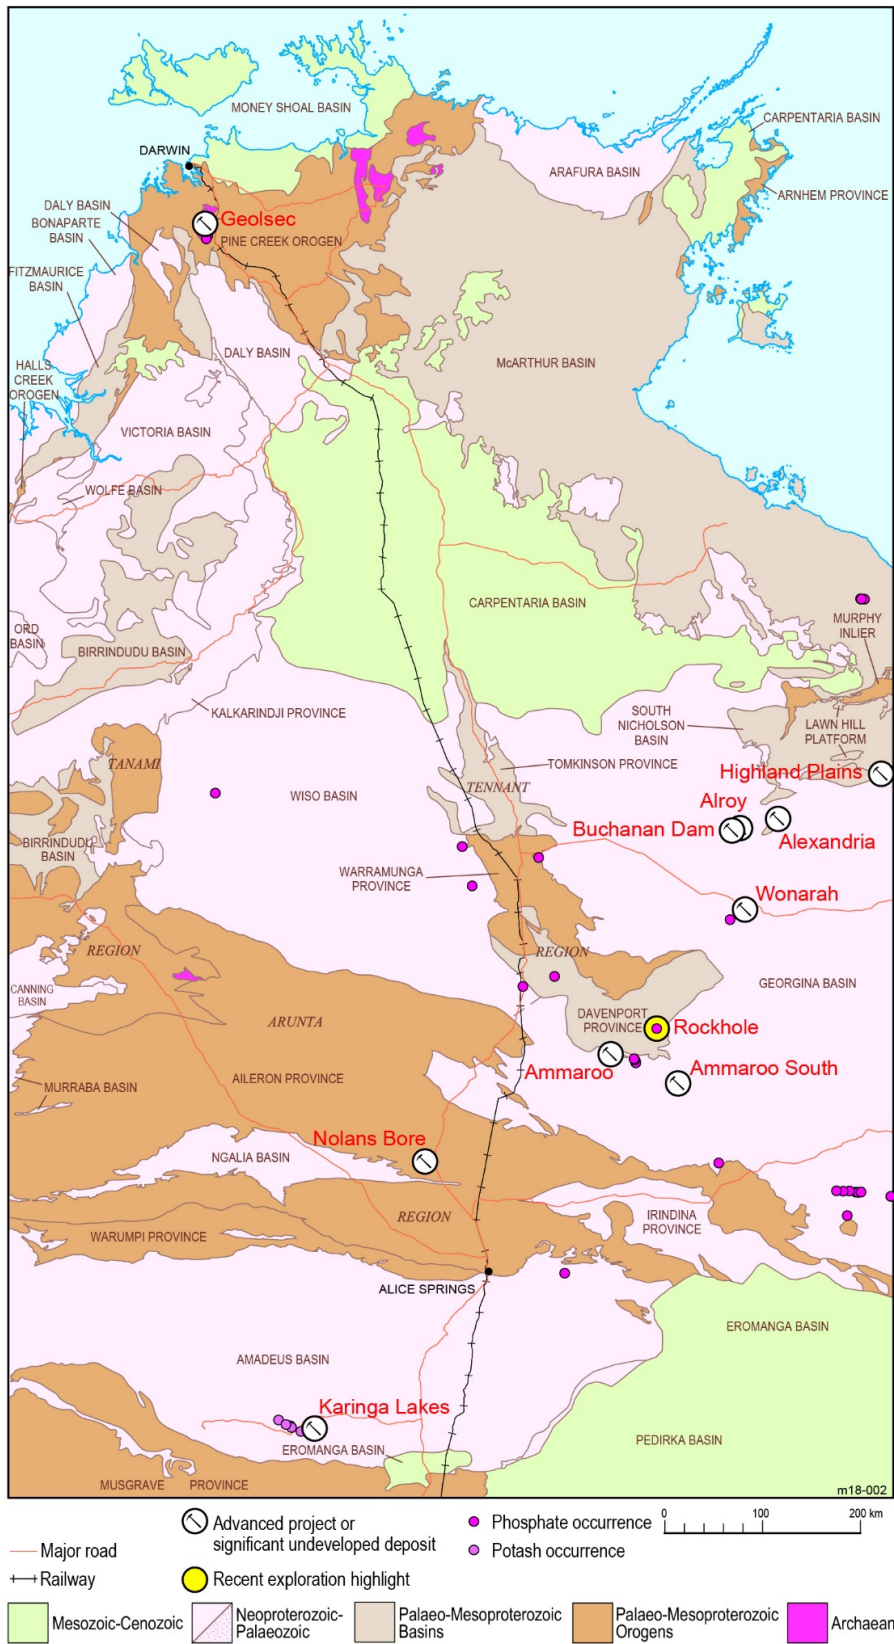 MONEY SHOAL BASIN
CARPENTARIA BASIN
DARWIN
ARAFURA BASIN
ARNHEM PROVINCE
DALY BASIN
BONAPARTE
BASIN
Geolsec
PINE CREEK OROGEN
FITZMAURICE
BASIN
DALY BASIN
McARTHUR BASIN
HALLS
CREEK
OROGEN
VICTORIA BASIN
WOLFE BASIN
CARPENTARIA BASIN
MURPHY
INLIER
ORD
BASIN
BIRRINDUDU BASIN
KALKARINDJI PROVINCE
SOUTH
NICHOLSON
BASIN
LAWN HILL
PLATFORM
TANAMI
TOMKINSON PROVINCE
Highland Plains
TENNANT
WISO BASIN
Alroy
Buchanan Dam
Alexandria
BIRRINDUDU
BASIN
WARRAMUNGA
PROVINCE
Wonarah
REGION
REGION
GEORGINA BASIN
CANNING
BASIN
ARUNTA
DAVENPORT
PROVINCE
Rockhole
Ammaroo
Ammaroo South
AILERON PROVINCE
MURRABA BASIN
Nolans Bore
NGALIA BASIN
REGION
IRINDINA
PROVINCE
WARUMPI PROVINCE
ALICE SPRINGS
EROMANGA BASIN
AMADEUS BASIN
Karinga Lakes
EROMANGA BASIN
PEDIRKA BASIN
MUSGRAVE PROVINCE
m18-002
Advanced project or
significant undeveloped deposit
Phosphate occurrence
0 100 200 km
Major road
Potash occurrence
Railway
Recent exploration highlight
Mesozoic-Cenozoic
Neoproterozoic-
Palaeozoic
Palaeo-Mesoproterozoic
Basins
Palaeo-Mesoproterozoic
Orogens
Archaean